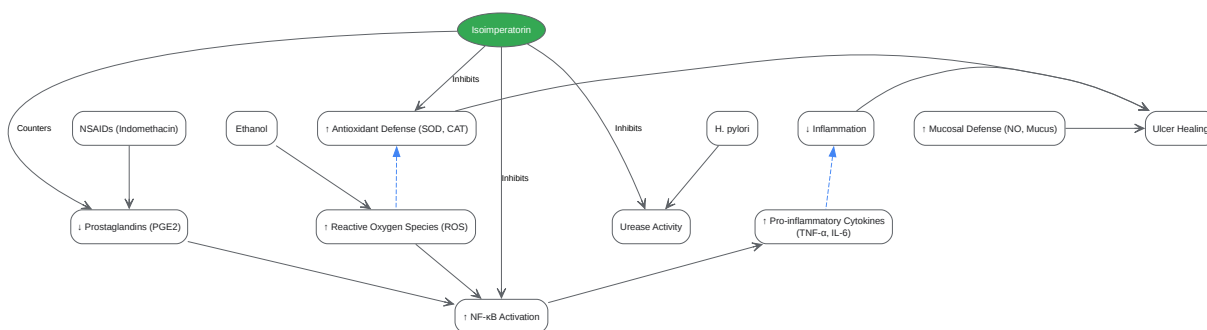 Isoimperatorin
Inhibits
Counters
NSAIDs (Indomethacin)
Ethanol
↑ Antioxidant Defense (SOD, CAT)
Inhibits
H. pylori
↓ Inflammation
↑ Mucosal Defense (NO, Mucus)
Ulcer Healing
Inhibits
↓ Prostaglandins (PGE2)
↑ Reactive Oxygen Species (ROS)
Urease Activity
↑ Pro-inflammatory Cytokines
(TNF-α, IL-6)
↑ NF-κB Activation